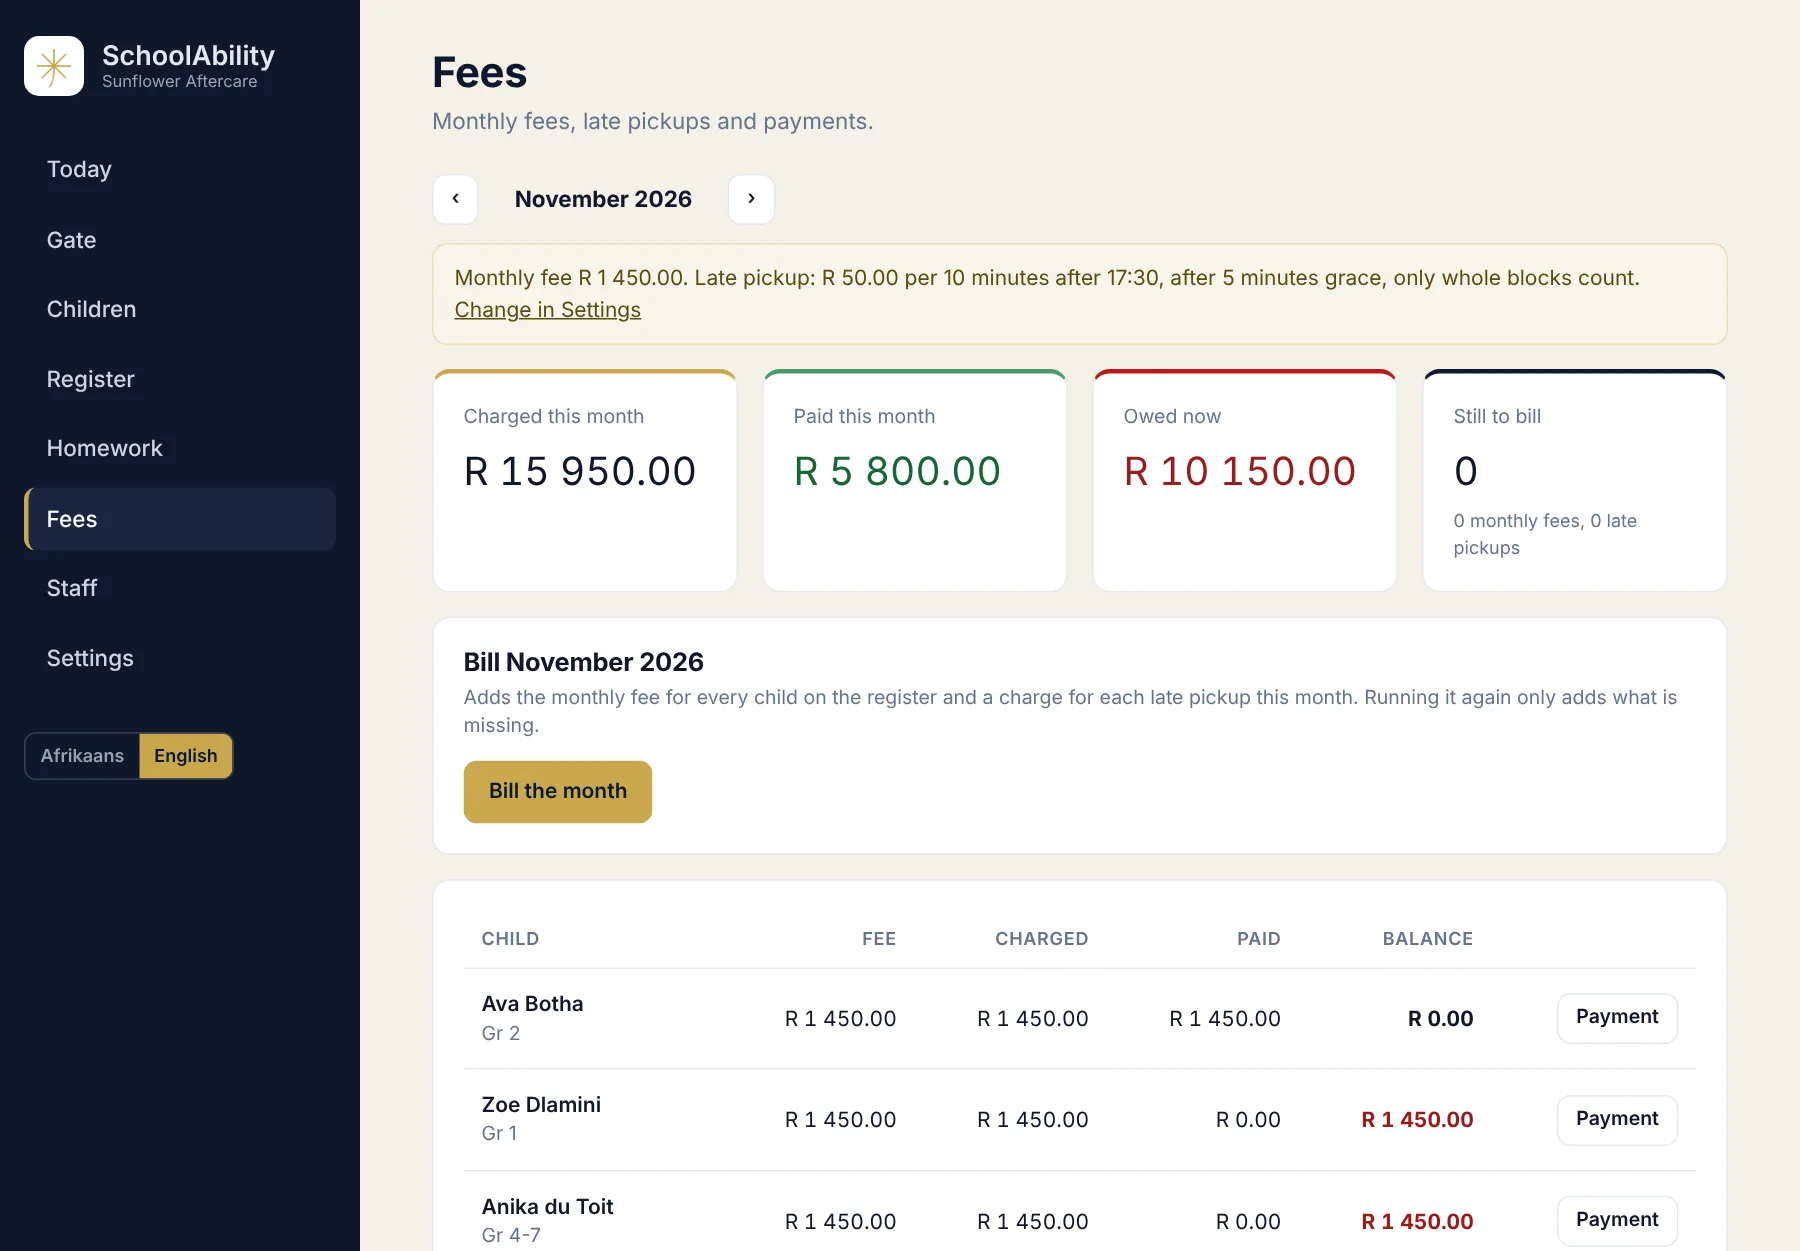 SchoolAbility
Sunflower Aftercare
Today
Gate
Children
Register
Homework
Fees
Staff
Settings
Afrikaans English
Fees
Monthly fees, late pickups and payments.
‹ November 2026 ›
Monthly fee R 1 450.00. Late pickup: R 50.00 per 10 minutes after 17:30, after 5 minutes grace, only whole blocks count.
Change in Settings
Charged this month
R 15 950.00
Paid this month
R 5 800.00
Owed now
R 10 150.00
Still to bill
0
0 monthly fees, 0 late
pickups
Bill November 2026
Adds the monthly fee for every child on the register and a charge for each late pickup this month. Running it again only adds what is
missing.
Bill the month
CHILD FEE CHARGED PAID BALANCE
Ava Botha
Gr 2
R 1 450.00 R 1 450.00 R 1 450.00 R 0.00 Payment
Zoe Dlamini
Gr 1
R 1 450.00 R 1 450.00 R 0.00 R 1 450.00 Payment
Anika du Toit
Gr 4-7
R 1 450.00 R 1 450.00 R 0.00 R 1 450.00 Payment